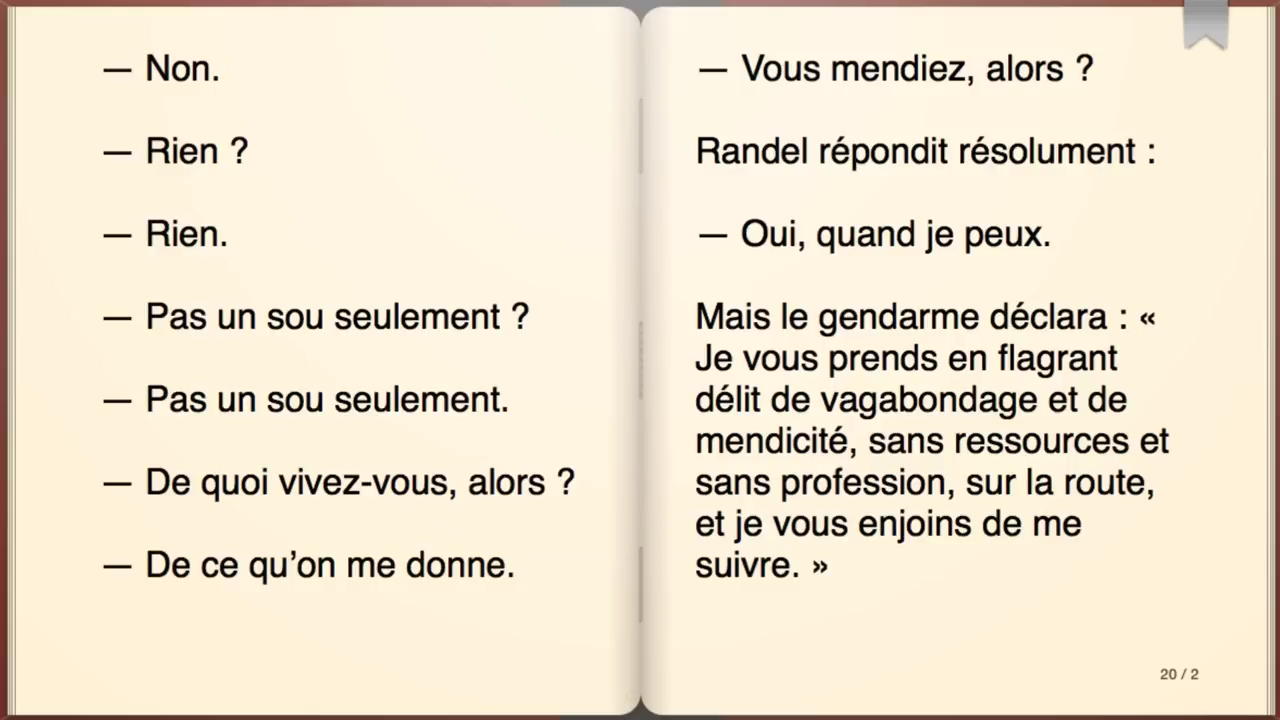 — Non.
— Rien ?
— Rien.
— Pas un sou seulement ?
— Pas un sou seulement.
— De quoi vivez-vous, alors ?
— De ce qu’on me donne.
— Vous mendiez, alors ?
Randel répondit résolument :
— Oui, quand je peux.
Mais le gendarme déclara : «
Je vous prends en flagrant
délit de vagabondage et de
mendicité, sans ressources et
sans profession, sur la route,
et je vous enjoins de me
suivre. »
20 / 2